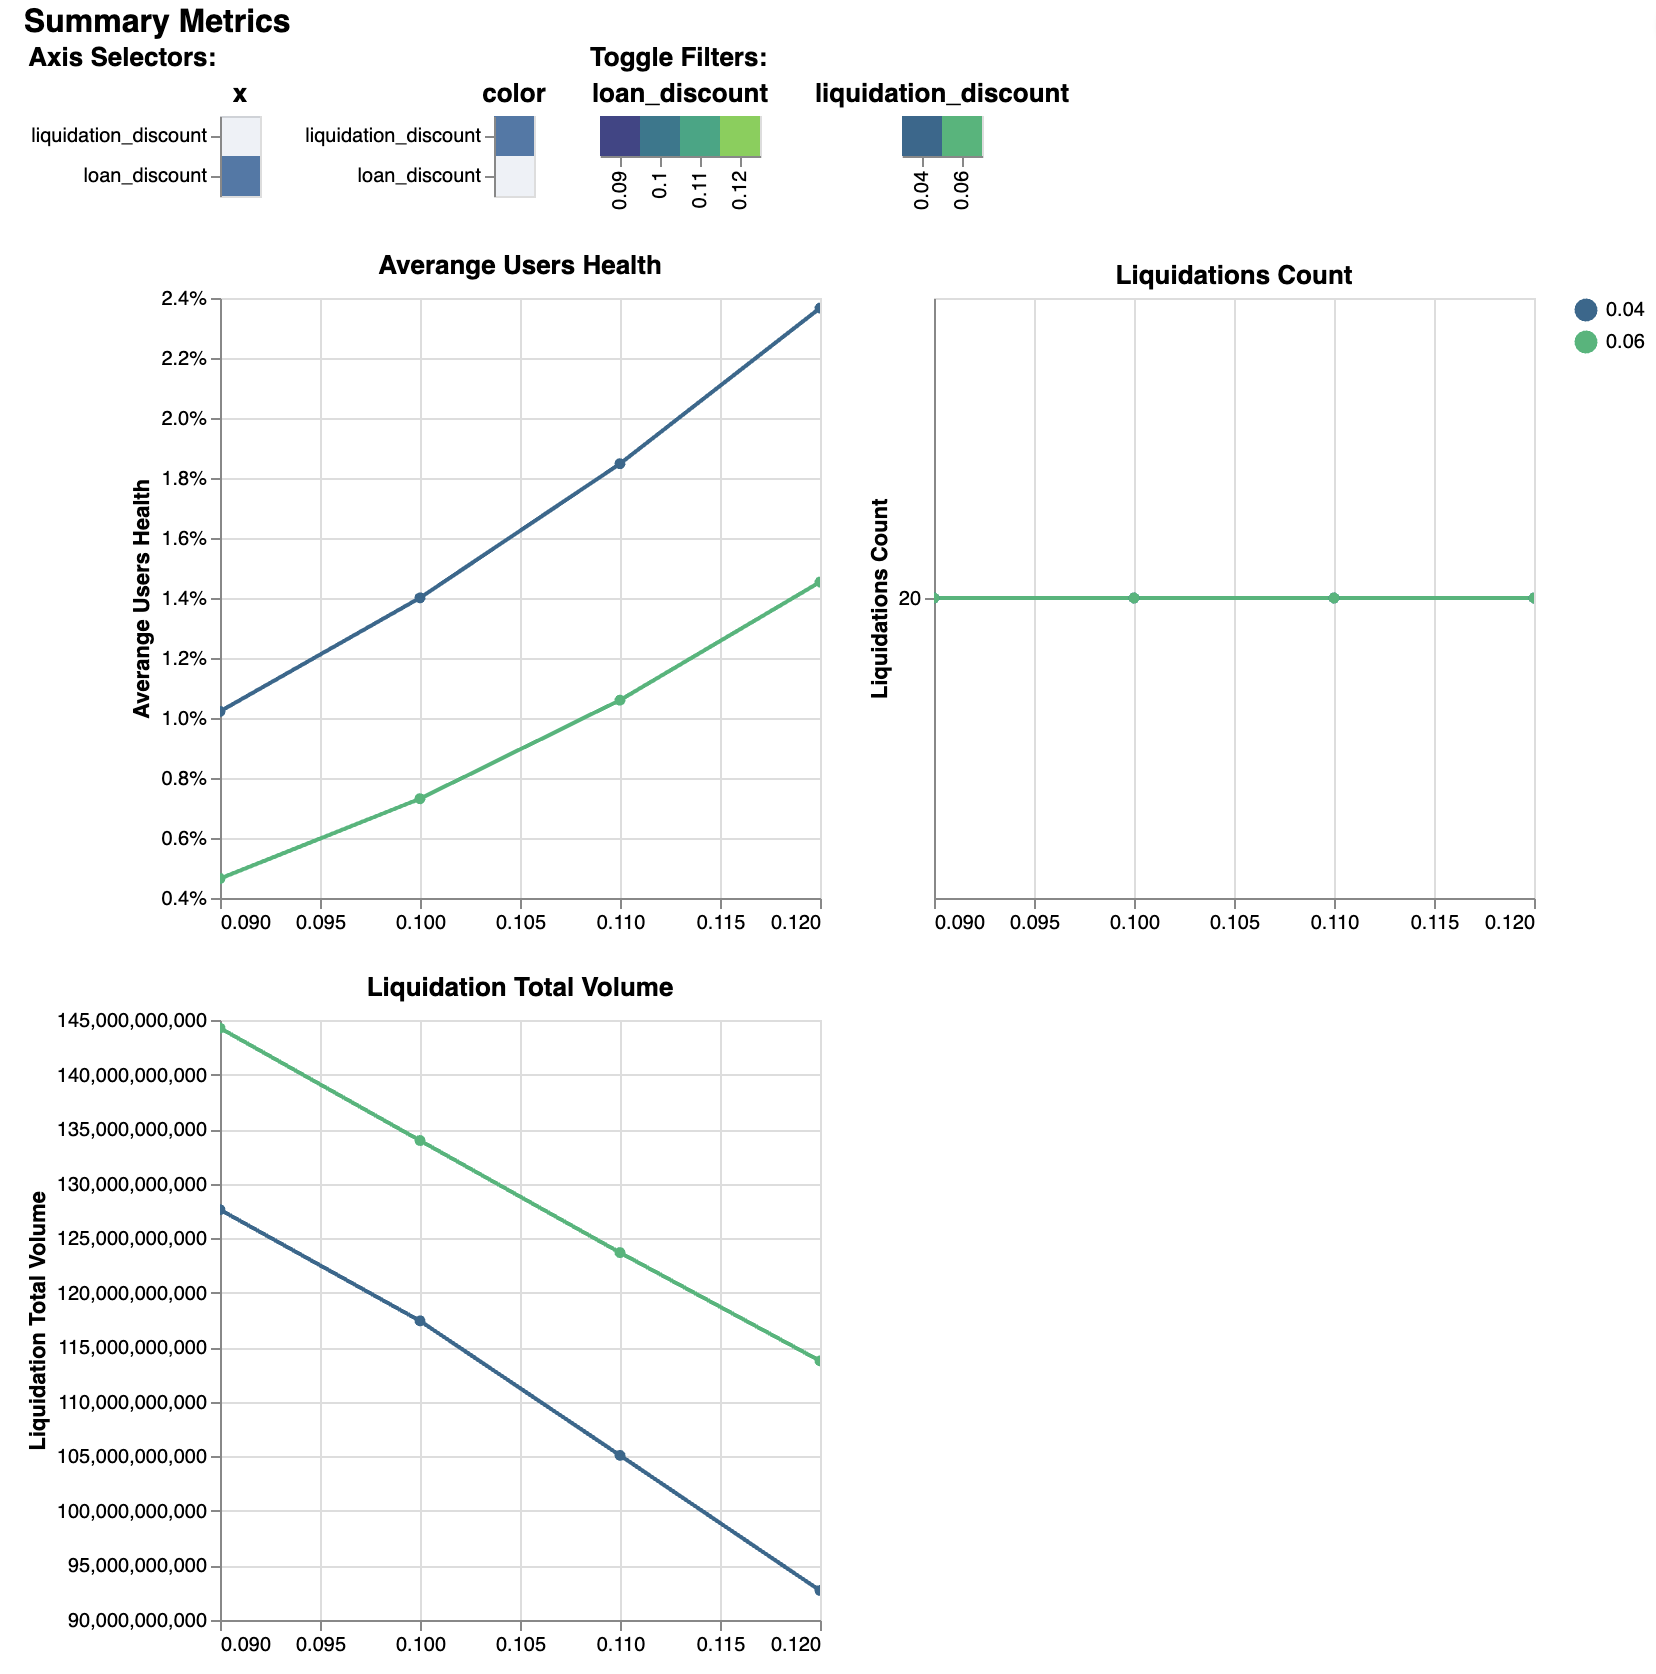 Summary Metrics
Axis Selectors:
Toggle Filters:
x
color
loan_discount
liquidation_discount
liquidation_discount
loan_discount
liquidation_discount
loan_discount
0.09
0.1
0.11
0.12
0.04
0.06
Averange Users Health
2.4%
2.2%
2.0%
1.8%
1.6%
1.4%
1.2%
1.0%
0.8%
0.6%
0.4%
Averange Users Health
0.090 0.095 0.100 0.105 0.110 0.115 0.120
Liquidations Count
20
Liquidations Count
0.090 0.095 0.100 0.105 0.110 0.115 0.120
0.04
0.06
Liquidation Total Volume
145,000,000,000
140,000,000,000
135,000,000,000
130,000,000,000
125,000,000,000
120,000,000,000
115,000,000,000
110,000,000,000
105,000,000,000
100,000,000,000
95,000,000,000
90,000,000,000
Liquidation Total Volume
0.090 0.095 0.100 0.105 0.110 0.115 0.120